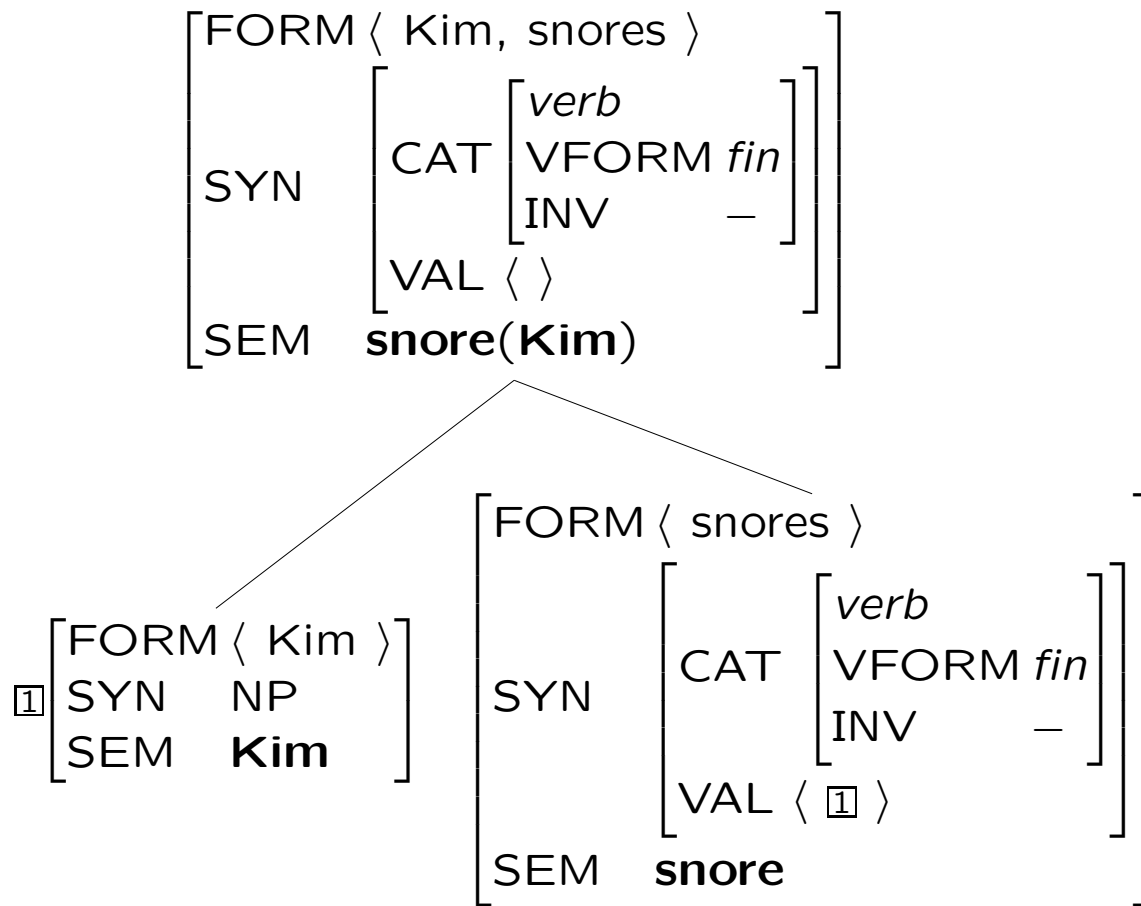 FORM ⟨ Kim, snores ⟩
SYN
CAT
verb
VFORM fin
INV –
VAL ⟨ ⟩
SEM snore(Kim)
1
FORM ⟨ Kim ⟩
SYN NP
SEM Kim
FORM ⟨ snores ⟩
SYN
CAT
verb
VFORM fin
INV –
VAL ⟨ 1 ⟩
SEM snore